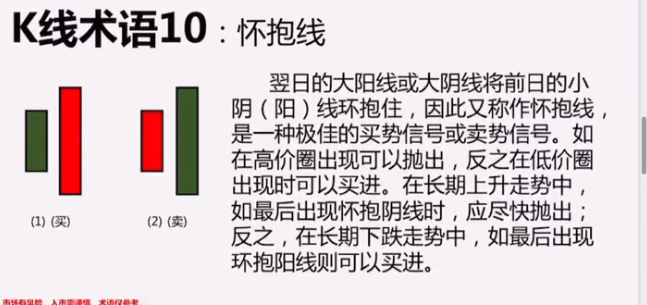 K线术语10：怀抱线
翌日的大阳线或大阴线将前日的小
阴（阳）线环抱住，因此又称作怀抱线，
是一种极佳的买势信号或卖势信号。如
在高价圈出现可以抛出，反之在低价圈
出现时可以买进。在长期上升走势中，
如最后出现怀抱阴线时，应尽快抛出；
反之，在长期下跌走势中，如最后出现
环抱阳线则可以买进。
(1) (买)
(2) (卖)
市场有风险，入市需谨慎，术语仅参考。